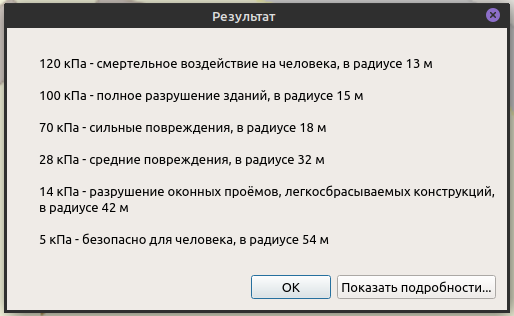 Результат
120 кПа - смертельное воздействие на человека, в радиусе 13 м
100 кПа - полное разрушение зданий, в радиусе 15 м
70 кПа - сильные повреждения, в радиусе 18 м
28 кПа - средние повреждения, в радиусе 32 м
14 кПа - разрушение оконных проёмов, легкосбрасываемых конструкций,
в радиусе 42 м
5 кПа - безопасно для человека, в радиусе 54 м
ОК
Показать подробности...